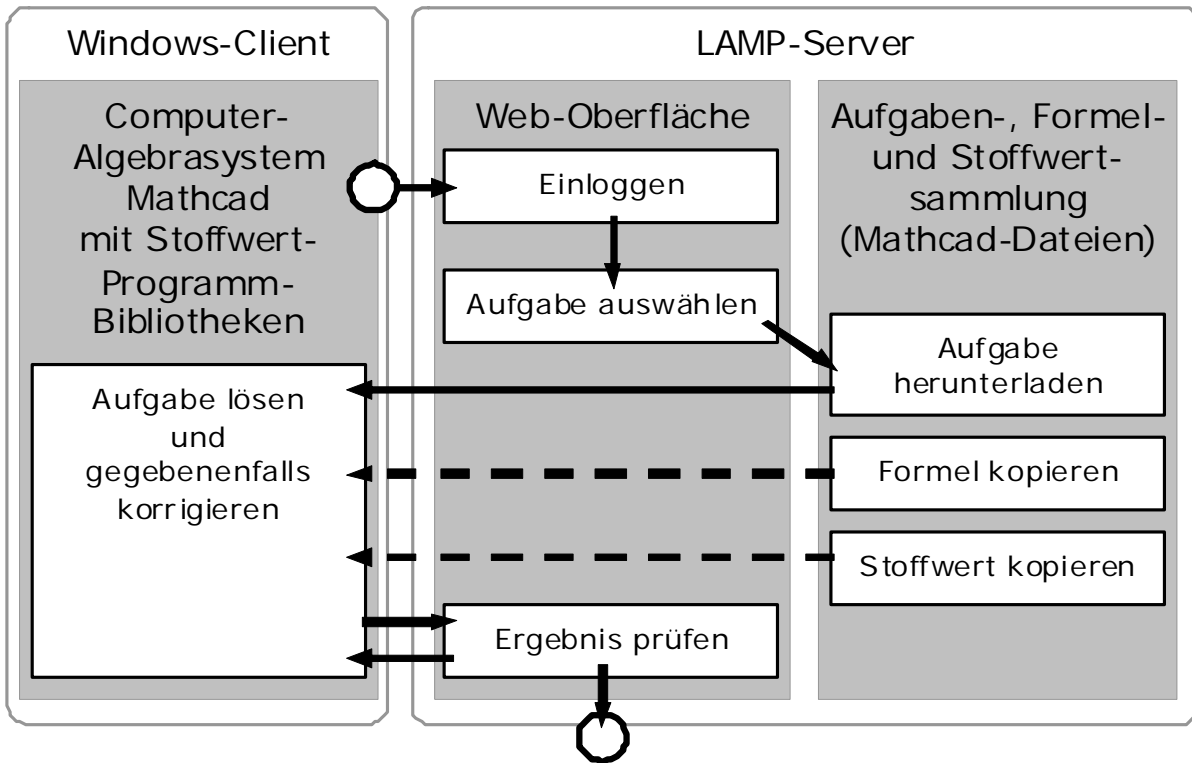 Windows-Client
Computer-
Algebrasystem
Mathcad
mit Stoffwert-
Programm-
Bibliotheken
Aufgabe lösen
und
gegebenenfalls
korrigieren
LAMP-Server
Web-Oberfläche
Einloggen
Aufgabe auswählen
Ergebnis prüfen
Aufgaben-, Formel-
und Stoffwert-
sammlung
(Mathcad-Dateien)
Aufgabe
herunterladen
Formel kopieren
Stoffwert kopieren